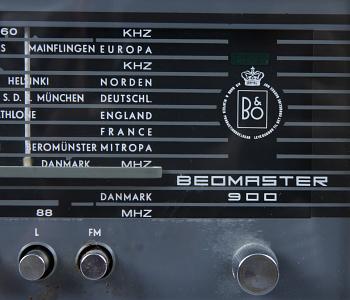 60 KHZ
S MAINFLINGEN EUROPA
KHZ
HELSINKI NORDEN
S.D.L. MÜNCHEN DEUTSCHL.
ATHLONE ENGLAND
FRANCE
BEROMÜNSTER MITROPA
DANMARK MHZ
B&O
BEOMASTER
DANMARK 900
88 MHZ
L FM